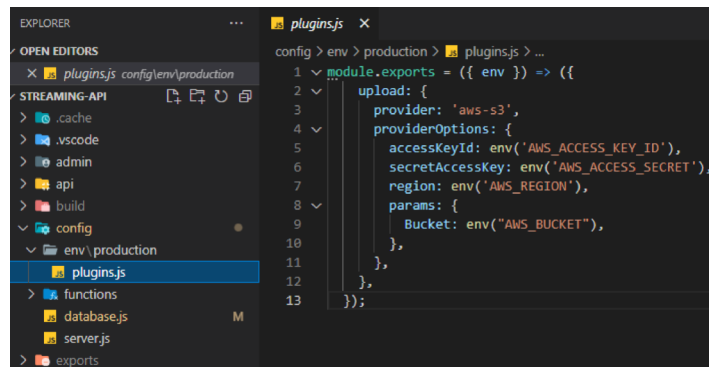 EXPLORER
OPEN EDITORS
plugins.js config\env\production
STREAMING-API
.cache
.vscode
admin
api
build
config
env\production
plugins.js
functions
database.js M
server.js
exports
plugins.js
config > env > production > plugins.js > ...
1 module.exports = ({ env }) => ({
2 upload: {
3 provider: 'aws-s3',
4 providerOptions: {
5 accessKeyId: env('AWS_ACCESS_KEY_ID'),
6 secretAccessKey: env('AWS_ACCESS_SECRET'),
7 region: env('AWS_REGION'),
8 params: {
9 Bucket: env("AWS_BUCKET"),
10 },
11 },
12 },
13 });